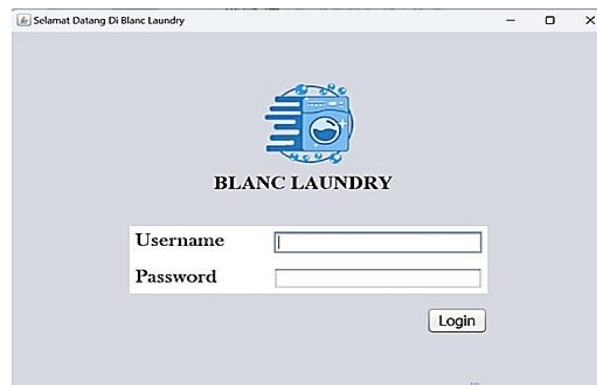 Selamat Datang Di Blanc Laundry
BLANC LAUNDRY
Username
Password
Login